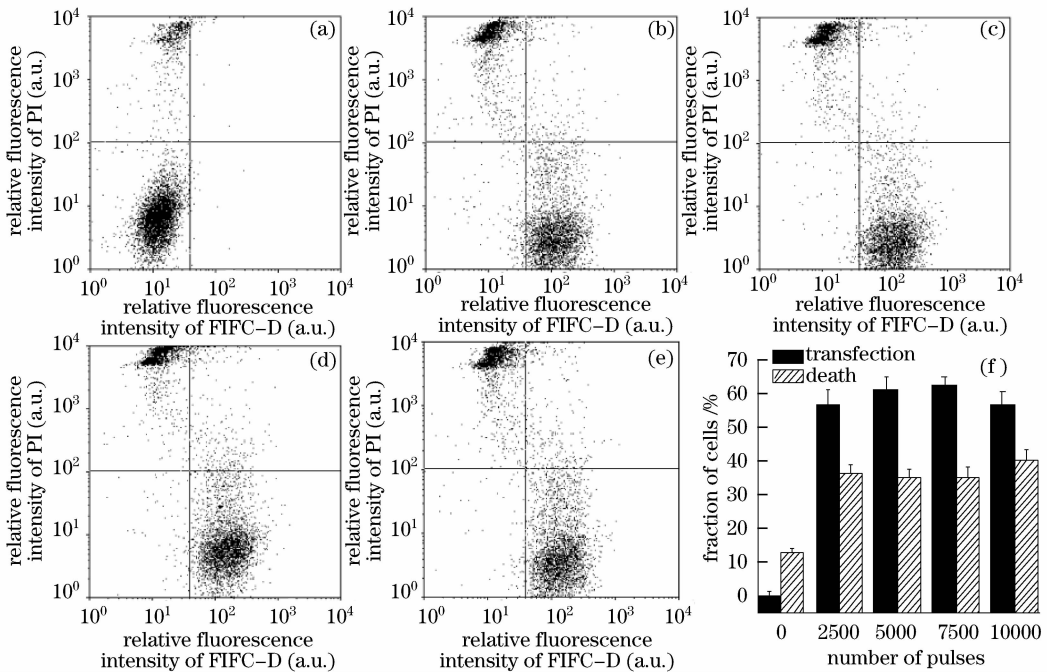 (a)
10^4
10^3
10^2
10^1
10^0
relative fluorescence
intensity of PI (a.u.)
10^0 10^1 10^2 10^3 10^4
relative fluorescence
intensity of FIFC-D (a.u.)
(b)
10^4
10^3
10^2
10^1
10^0
relative fluorescence
intensity of PI (a.u.)
10^0 10^1 10^2 10^3 10^4
relative fluorescence
intensity of FIFC-D (a.u.)
(c)
10^4
10^3
10^2
10^1
10^0
relative fluorescence
intensity of PI (a.u.)
10^0 10^1 10^2 10^3 10^4
relative fluorescence
intensity of FIFC-D (a.u.)
(d)
10^4
10^3
10^2
10^1
10^0
relative fluorescence
intensity of PI (a.u.)
10^0 10^1 10^2 10^3 10^4
relative fluorescence
intensity of FIFC-D (a.u.)
(e)
10^4
10^3
10^2
10^1
10^0
relative fluorescence
intensity of PI (a.u.)
10^0 10^1 10^2 10^3 10^4
relative fluorescence
intensity of FIFC-D (a.u.)
(f)
transfection
death
70
60
50
40
30
20
10
0
fraction of cells /%
0 2500 5000 7500 10000
number of pulses